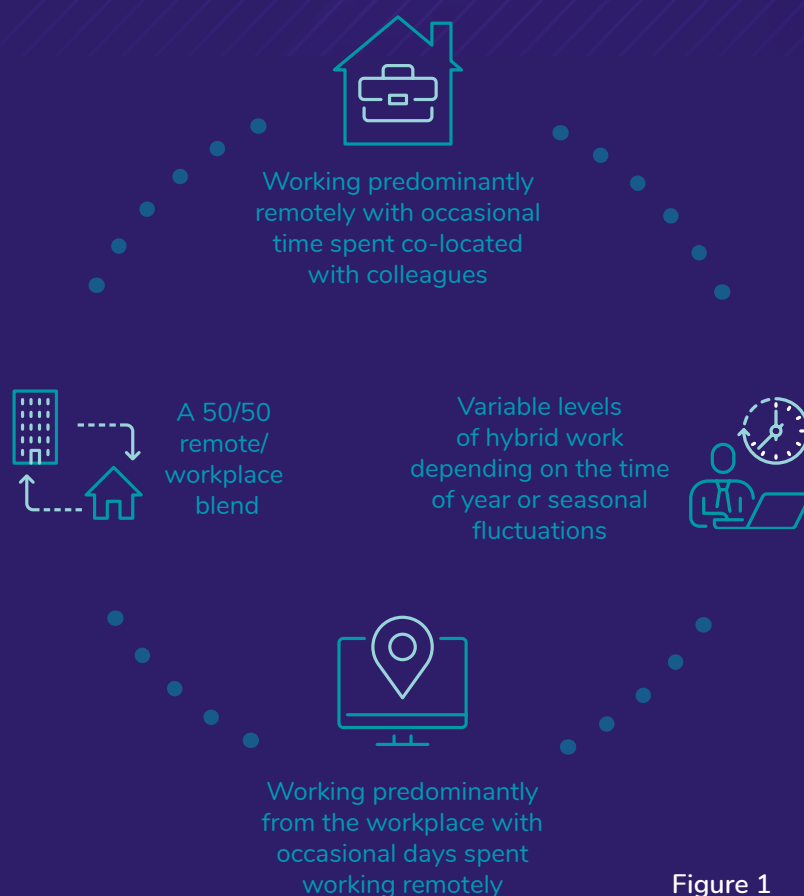 Working predominantly
remotely with occasional
time spent co-located
with colleagues
A 50/50
remote/
workplace
blend
Variable levels
of hybrid work
depending on the time
of year or seasonal
fluctuations
Working predominantly
from the workplace with
occasional days spent
working remotely
Figure 1